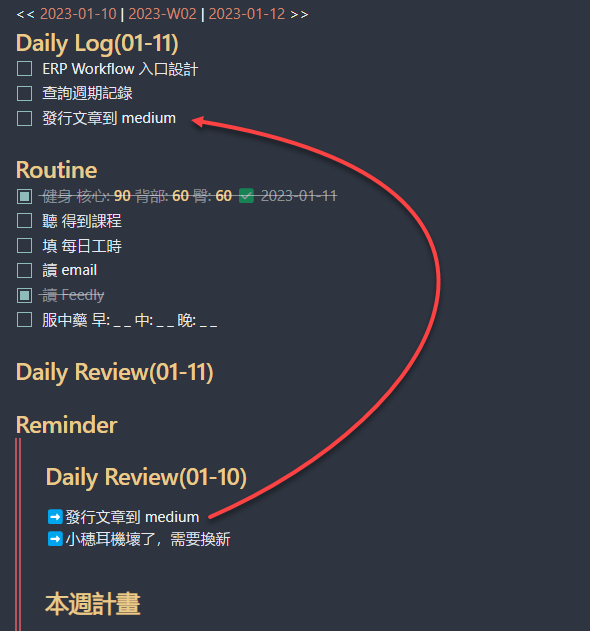 << 2023-01-10 | 2023-W02 | 2023-01-12 >>
Daily Log(01-11)
ERP Workflow 入口設計
查詢週期記錄
發行文章到 medium
Routine
健身 核心: 90 背部: 60 臀: 60 ✅ 2023-01-11
聽 得到課程
填 每日工時
讀 email
讀 Feedly
服中藥 早: _ _ 中: _ _ 晚: _ _
Daily Review(01-11)
Reminder
Daily Review(01-10)
➡️發行文章到 medium
➡️小穗耳機壞了，需要換新
本週計畫